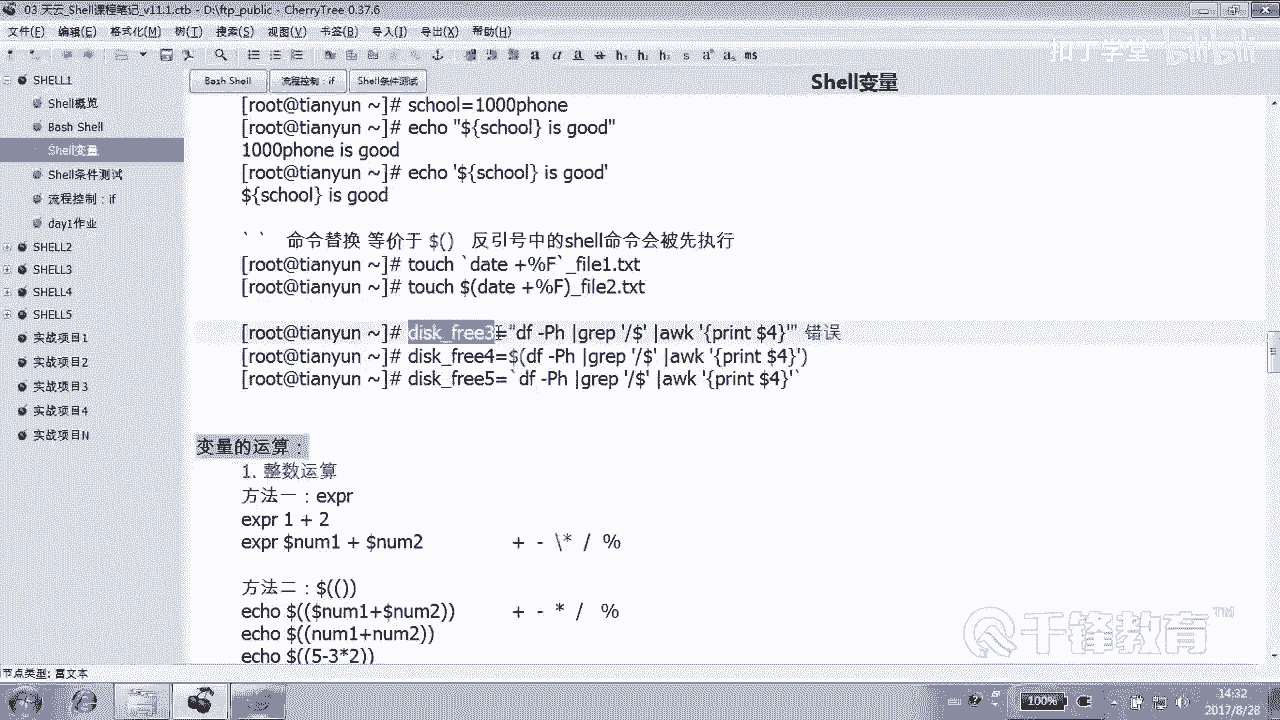 03 天云_Shell课程笔记_v11.1.ctb - D:\ftp_public - CherryTree 0.37.6
文件(F) 编辑(E) 格式化(M) 树(T) 搜索(S) 视图(V) 书签(B) 导入(I) 导出(X) 帮助(H)
扣丁学堂 bilibili
SHELL1
Shell概览
Bash Shell
Shell变量
Shell条件测试
流程控制：if
day1作业
SHELL2
SHELL3
SHELL4
SHELL5
实战项目1
实战项目2
实战项目3
实战项目4
实战项目N
Bash Shell 流程控制：if Shell条件测试 Shell变量
[root@tianyun ~]# school=1000phone
[root@tianyun ~]# echo "${school} is good"
1000phone is good
[root@tianyun ~]# echo '${school} is good'
${school} is good
` ` 命令替换 等价于 $() 反引号中的shell命令会被先执行
[root@tianyun ~]# touch `date +%F`_file1.txt
[root@tianyun ~]# touch $(date +%F)_file2.txt
[root@tianyun ~]# disk_free3="df -Ph |grep '/$' |awk '{print $4}'" 错误
[root@tianyun ~]# disk_free4=$(df -Ph |grep '/$' |awk '{print $4}')
[root@tianyun ~]# disk_free5=`df -Ph |grep '/$' |awk '{print $4}'`
变量的运算：
1. 整数运算
方法一：expr
expr 1 + 2
expr $num1 + $num2 + - \* / %
方法二：$(())
echo $(($num1+$num2)) + - * / %
echo $((num1+num2))
echo $((5-3*2))
千锋教育™
节点类型: 富文本
100%
14:32
2017/8/28